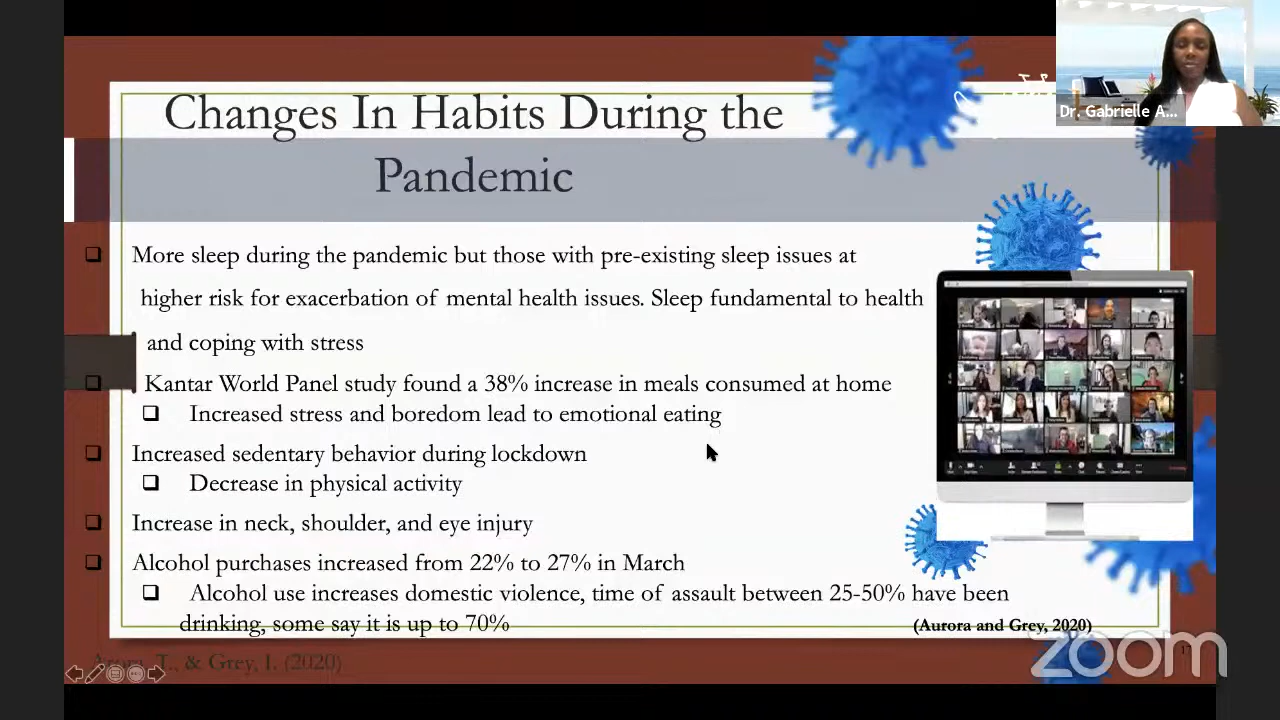 Dr. Gabrielle A...
Changes In Habits During the
Pandemic
❑ More sleep during the pandemic but those with pre-existing sleep issues at
higher risk for exacerbation of mental health issues. Sleep fundamental to health
and coping with stress
❑ Kantar World Panel study found a 38% increase in meals consumed at home
❑ Increased stress and boredom lead to emotional eating
❑ Increased sedentary behavior during lockdown
❑ Decrease in physical activity
❑ Increase in neck, shoulder, and eye injury
❑ Alcohol purchases increased from 22% to 27% in March
❑ Alcohol use increases domestic violence, time of assault between 25-50% have been
drinking, some say it is up to 70%
(Aurora and Grey, 2020)
T., & Grey, I. (2020)
zoom